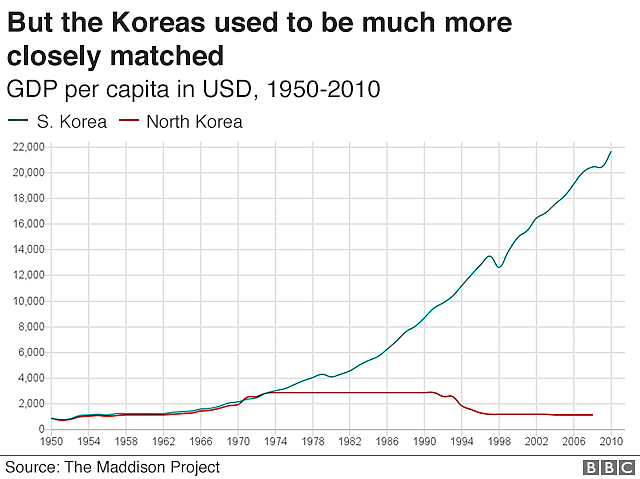 But the Koreas used to be much more
closely matched
GDP per capita in USD, 1950-2010
S. Korea North Korea
22,000
20,000
18,000
16,000
14,000
12,000
10,000
8,000
6,000
4,000
2,000
0
1950 1954 1958 1962 1966 1970 1974 1978 1982 1986 1990 1994 1998 2002 2006 2010
Source: The Maddison Project
BBC